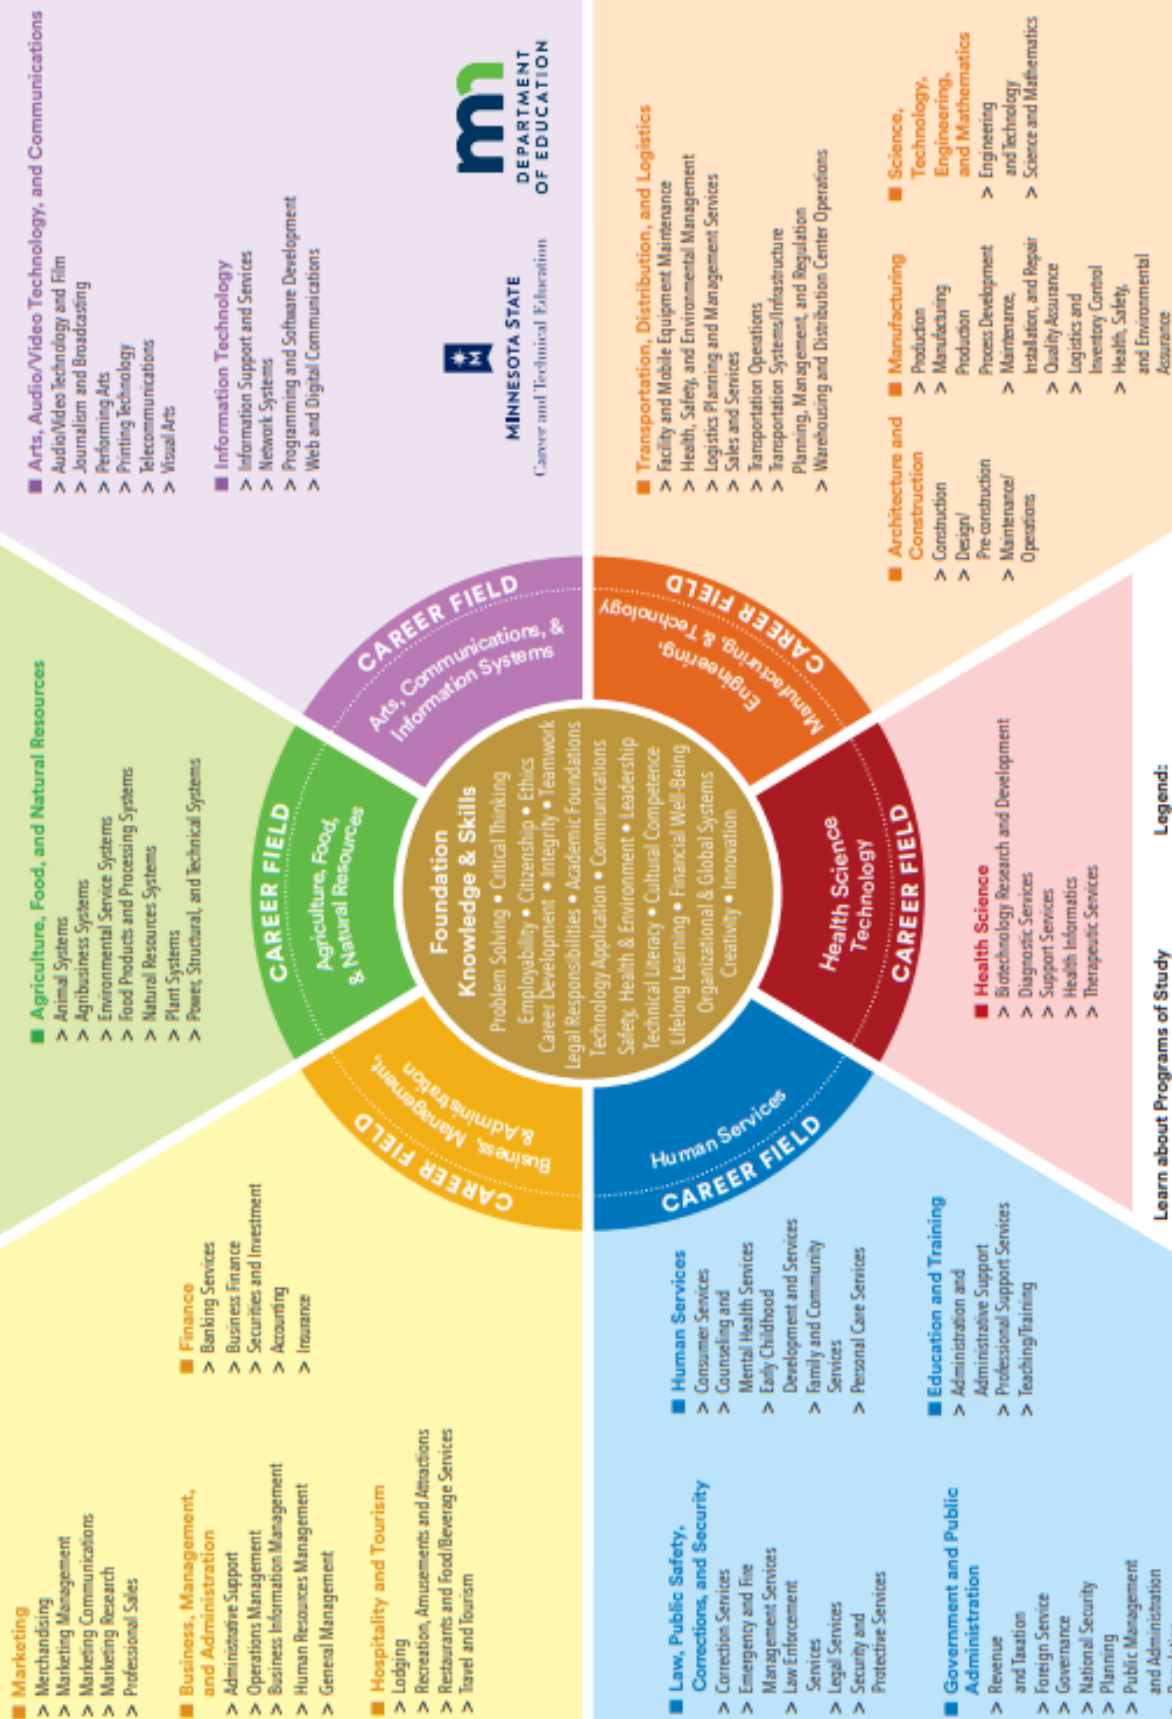 Marketing
> Merchandising
> Marketing Management
> Marketing Communications
> Marketing Research
> Professional Sales
Business, Management,
and Administration
> Administrative Support
> Operations Management
> Business Information Management
> Human Resources Management
> General Management
Hospitality and Tourism
> Lodging
> Recreation, Amusements and Attractions
> Restaurants and Food/Beverage Services
> Travel and Tourism
Finance
> Banking Services
> Business Finance
> Securities and Investment
> Accounting
> Insurance
Agriculture, Food, and Natural Resources
> Animal Systems
> Agribusiness Systems
> Environmental Service Systems
> Food Products and Processing Systems
> Natural Resources Systems
> Plant Systems
> Power, Structural, and Technical Systems
Arts, Audio/Video Technology, and Communications
> Audio/Video Technology and Film
> Journalism and Broadcasting
> Performing Arts
> Printing Technology
> Telecommunications
> Visual Arts
Information Technology
> Information Support and Services
> Network Systems
> Programming and Software Development
> Web and Digital Communications
M
MINNESOTA STATE
Career and Technical Education
mn
DEPARTMENT
OF EDUCATION
CAREER FIELD
Business, Management,
& Administration
CAREER FIELD
Agriculture, Food,
& Natural Resources
CAREER FIELD
Arts, Communications, &
Information Systems
Foundation
Knowledge & Skills
Problem Solving • Critical Thinking
Employability • Citizenship • Ethics
Career Development • Integrity • Teamwork
Legal Responsibilities • Academic Foundations
Technology Application • Communications
Safety, Health & Environment • Leadership
Technical Literacy • Cultural Competence
Lifelong Learning • Financial Well-Being
Organizational & Global Systems
Creativity • Innovation
Human Services
CAREER FIELD
Health Science
Technology
CAREER FIELD
Engineering,
Manufacturing, & Technology
CAREER FIELD
Law, Public Safety,
Corrections, and Security
> Correction Services
> Emergency and Fire
Management Services
> Law Enforcement
Services
> Legal Services
> Security and
Protective Services
Government and Public
Administration
> Revenue
and Taxation
> Foreign Service
> Governance
> National Security
> Planning
> Public Management
and Administration
Human Services
> Consumer Services
> Counseling and
Mental Health Services
> Early Childhood
Development and Services
> Family and Community
Services
> Personal Care Services
Education and Training
> Administration and
Administrative Support
> Professional Support Services
> Teaching/Training
Health Science
> Biotechnology Research and Development
> Diagnostic Services
> Support Services
> Health Informatics
> Therapeutic Services
Transportation, Distribution, and Logistics
> Facility and Mobile Equipment Maintenance
> Health, Safety, and Environmental Management
> Logistics Planning and Management Services
> Sales and Services
> Transportation Operations
> Transportation Systems/Infrastructure
Planning, Management, and Regulation
> Warehousing and Distribution Center Operations
Architecture and
Construction
> Construction
> Design/
Pre-construction
> Maintenance/
Operations
Manufacturing
> Production
> Manufacturing
Production
Process Development
> Maintenance,
Installation, and Repair
> Quality Assurance
> Logistics and
Inventory Control
> Health, Safety,
and Environmental
Assurance
Science,
Technology,
Engineering,
and Mathematics
> Engineering
and Technology
> Science and Mathematics
Learn about Programs of Study
Legend: